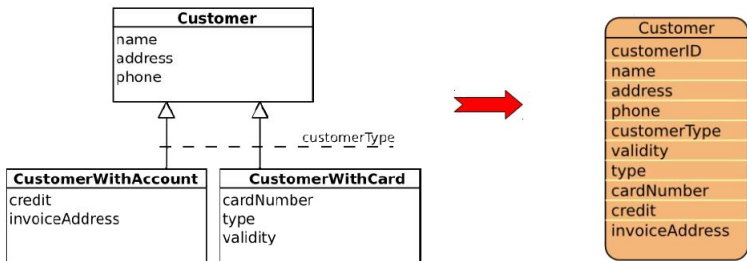 Customer
name
address
phone
customerType
CustomerWithAccount
credit
invoiceAddress
CustomerWithCard
cardNumber
type
validity
Customer
customerID
name
address
phone
customerType
validity
type
cardNumber
credit
invoiceAddress